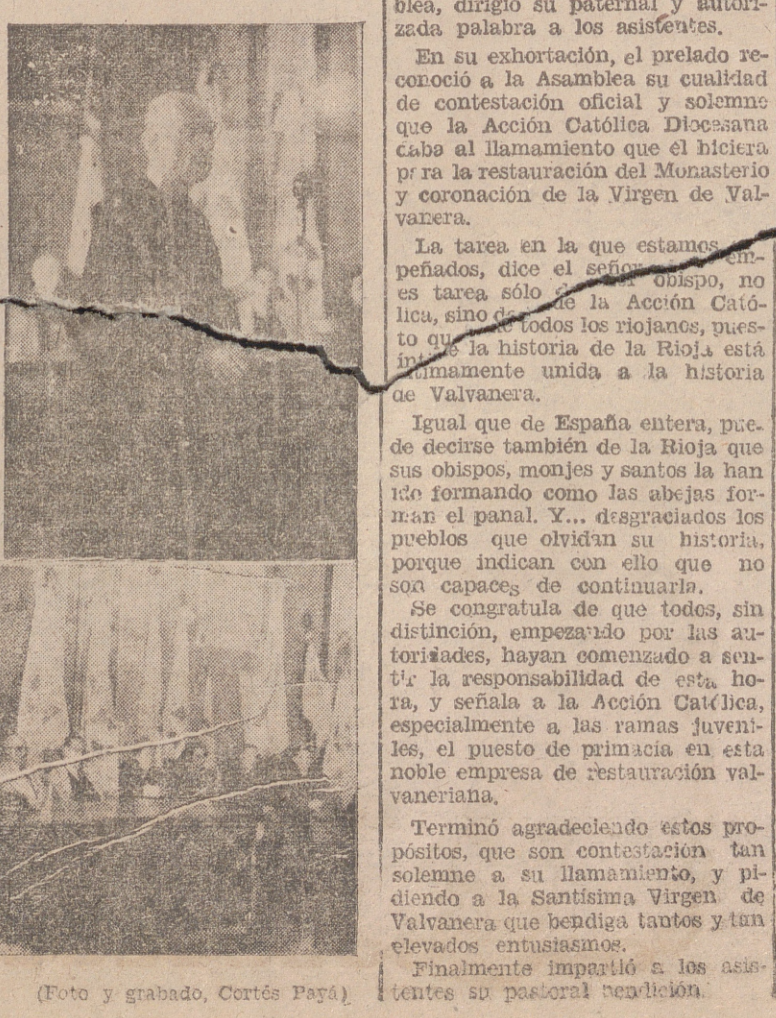 blea, dirigió su paternal y autori-
zada palabra a los asistentes.
En su exhortación, el prelado re-
conoció a la Asamblea su cualidad
de contestación oficial y solemne
que la Acción Católica Diocesana
daba al llamamiento que él hiciera
para la restauración del Monasterio
y coronación de la Virgen de Val-
vanera.
La tarea en la que estamos em-
peñados, dice el señor obispo, no
es tarea sólo de la Acción Cató-
lica, sino de todos los riojanos, pues-
to que la historia de la Rioja está
íntimamente unida a la historia
de Valvanera.
Igual que de España entera, pue-
de decirse también de la Rioja que
sus obispos, monjes y santos la han
ido formando como las abejas for-
man el panal. Y... desgraciados los
pueblos que olvidan su historia,
porque indican con ello que no
son capaces de continuarla.
Se congratula de que todos, sin
distinción, empezando por las au-
toridades, hayan comenzado a sen-
tir la responsabilidad de esta ho-
ra, y señala a la Acción Católica,
especialmente a las ramas juveni-
les, el puesto de primacía en esta
noble empresa de restauración val-
vaneriana.
Terminó agradeciendo estos pro-
pósitos, que son contestación tan
solemne a su llamamiento, y pi-
diendo a la Santísima Virgen de
Valvanera que bendiga tantos y tan
elevados entusiasmos.
Finalmente impartió a los asis-
tentes su pastoral bendición.
(Foto y grabado, Cortés Payá)